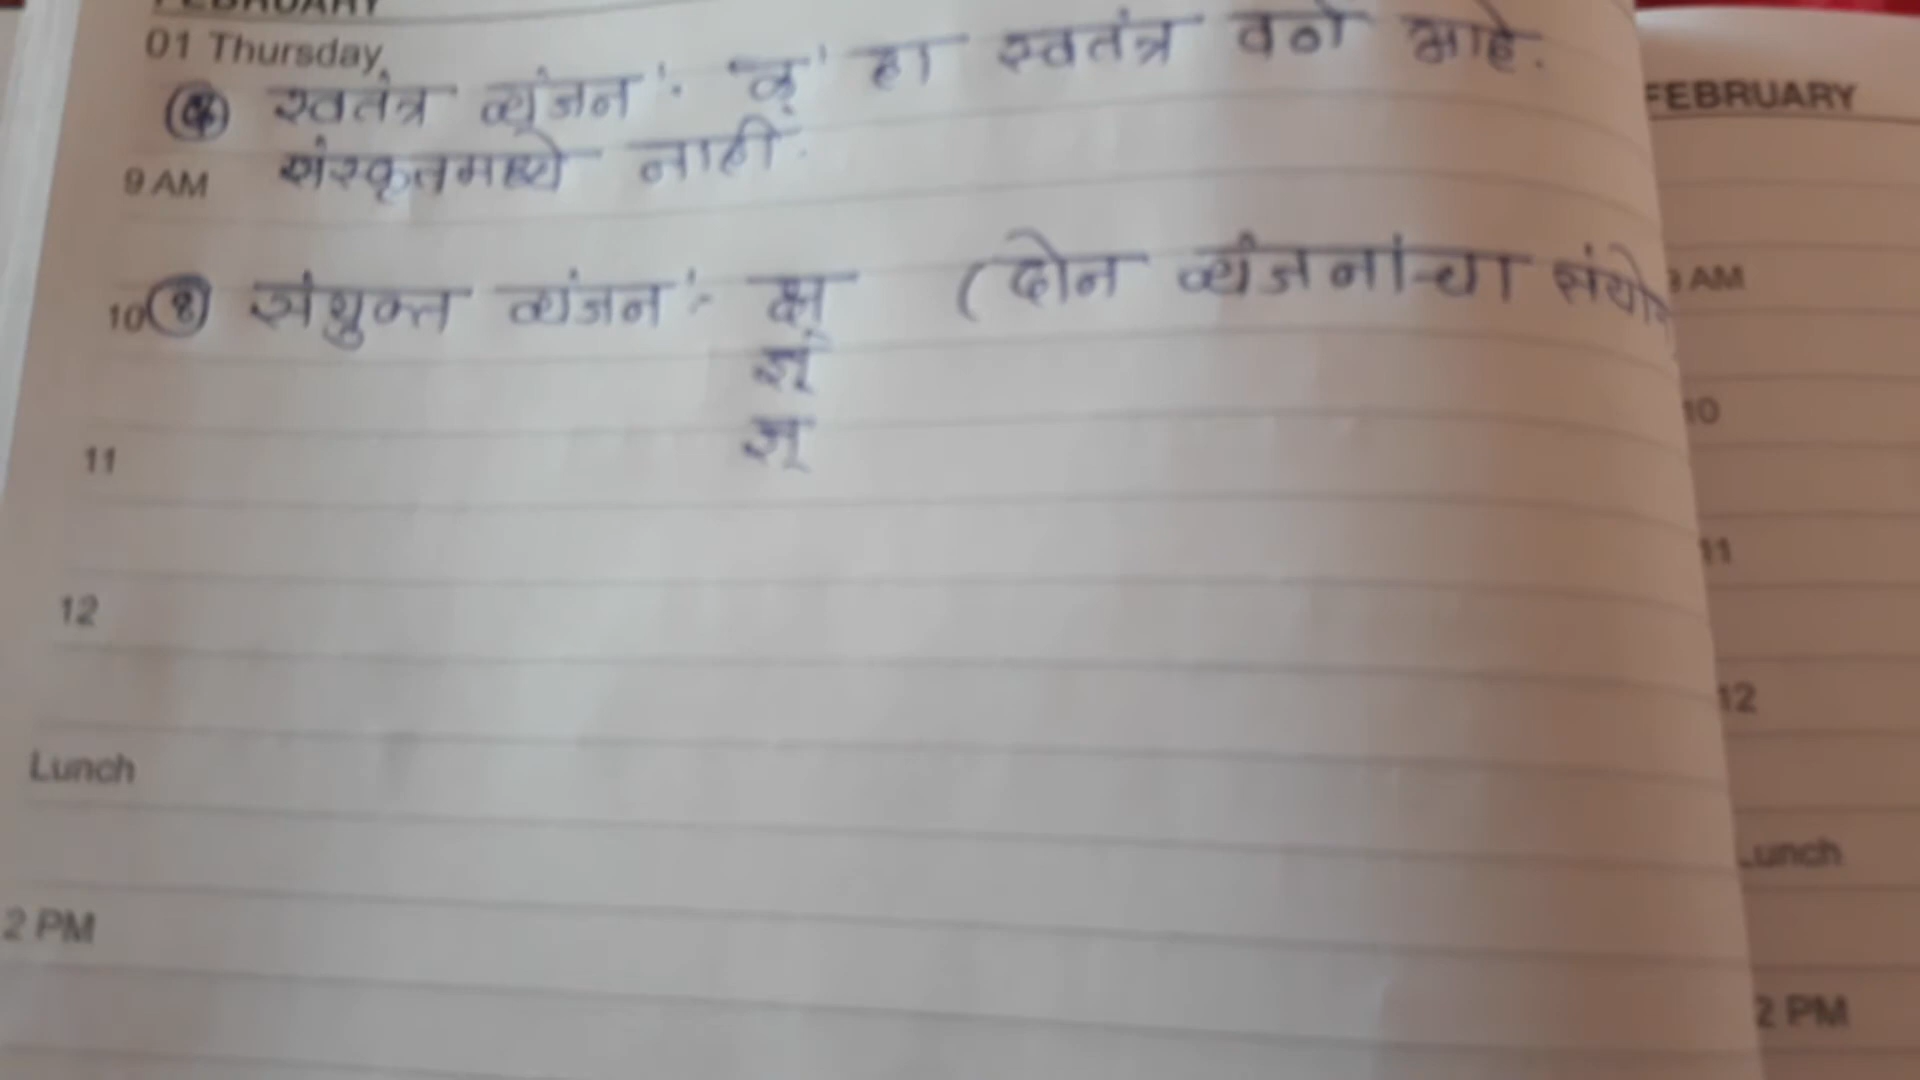 FEBRUARY
01 Thursday
स्वतंत्र व्यंजन :- हा स्वतंत्र वर्ण आहे.
9 AM संस्कृतमध्ये नाही.
10 संयुक्त व्यंजन :- क्ष् (दोन व्यंजनांचा
11
12
Lunch
2 PM
FEBRUARY
AM
10
11
12
Lunch
2 PM